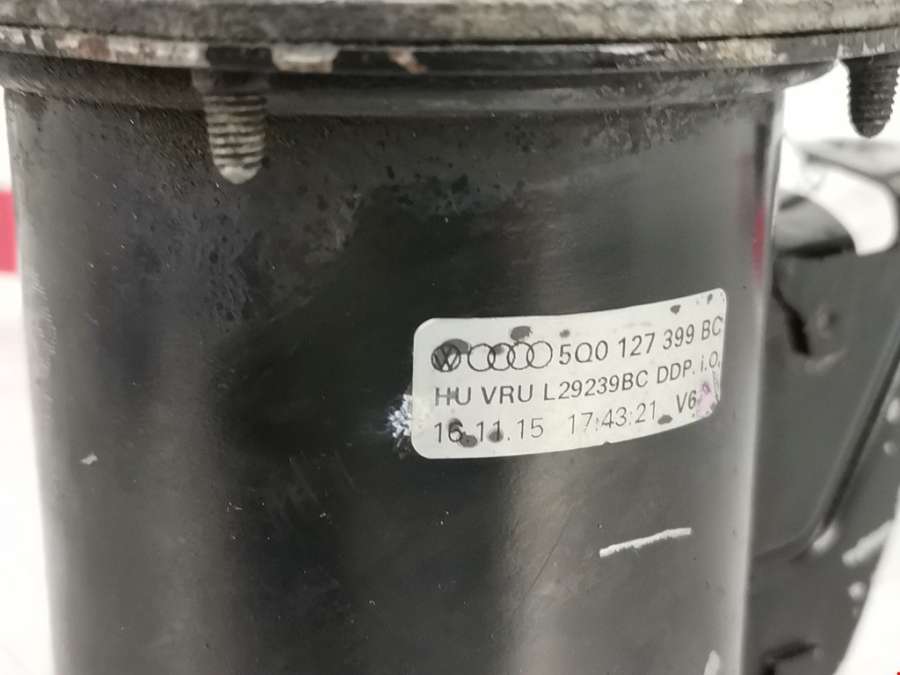 5Q0 127 399 BC
HU VRU L29239BC DDP. i.O.
16.11.15 17:43:21 V6